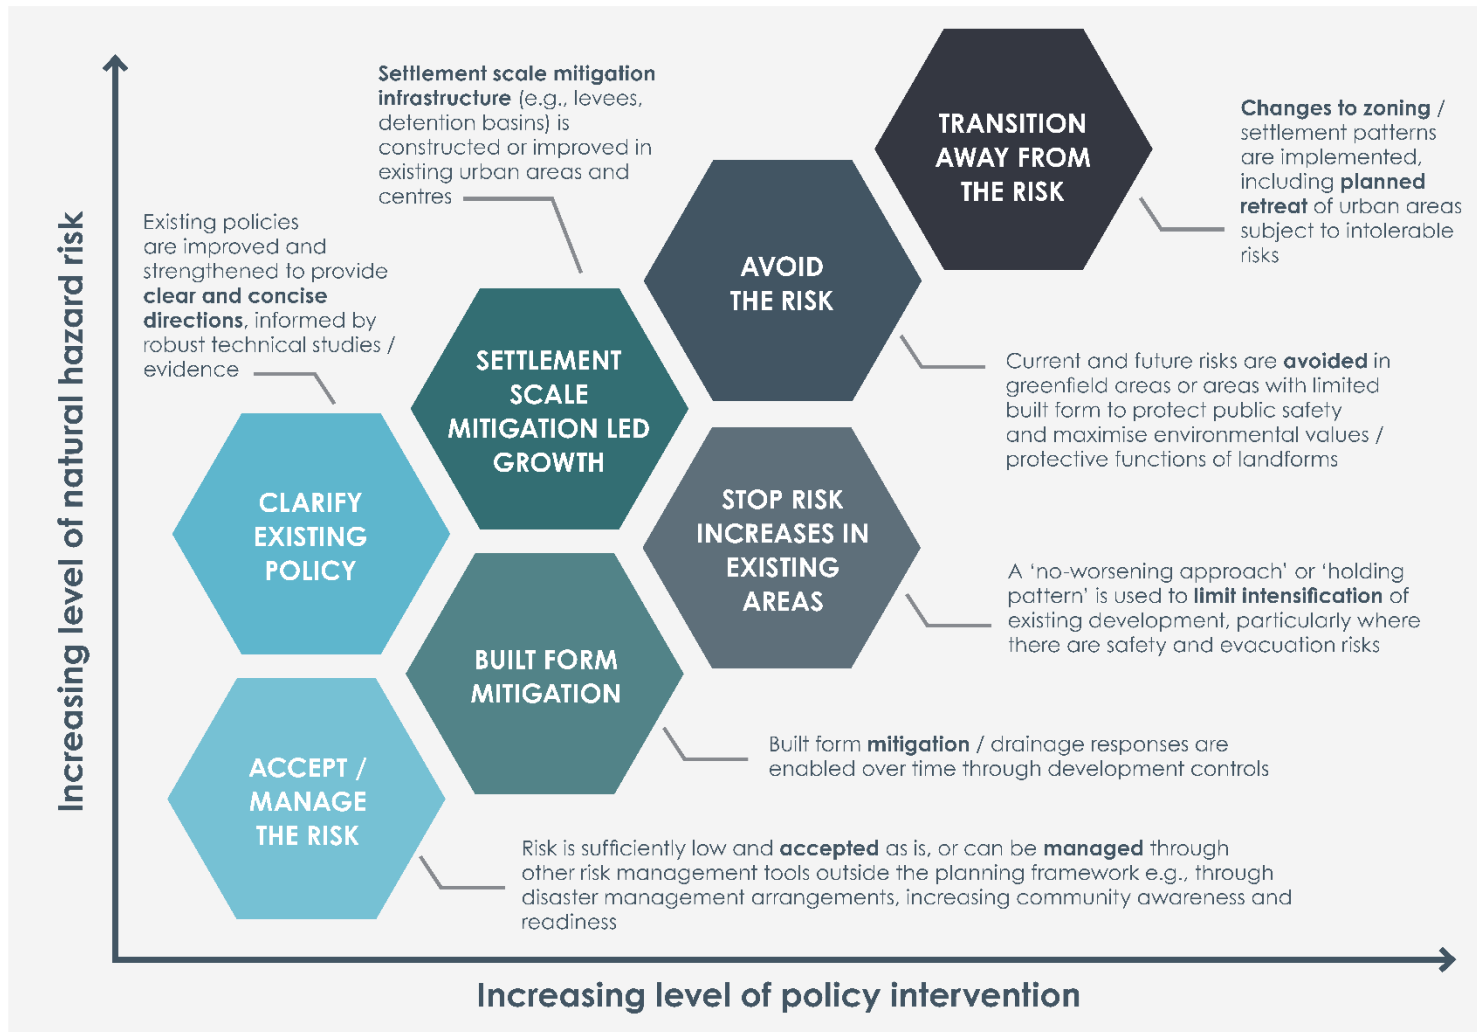 Increasing level of natural hazard risk
Existing policies
are improved and
strengthened to provide
clear and concise
directions, informed by
robust technical studies /
evidence
Settlement scale mitigation
infrastructure (e.g., levees,
detention basins) is
constructed or improved in
existing urban areas and
centres
TRANSITION
AWAY FROM
THE RISK
Changes to zoning /
settlement patterns
are implemented,
including planned
retreat of urban areas
subject to intolerable
risks
AVOID
THE RISK
Current and future risks are avoided in
greenfield areas or areas with limited
built form to protect public safety
and maximise environmental values /
protective functions of landforms
SETTLEMENT
SCALE
MITIGATION LED
GROWTH
CLARIFY
EXISTING
POLICY
STOP RISK
INCREASES IN
EXISTING
AREAS
A ‘no-worsening approach’ or ‘holding
pattern’ is used to limit intensification of
existing development, particularly where
there are safety and evacuation risks
BUILT FORM
MITIGATION
Built form mitigation / drainage responses are
enabled over time through development controls
ACCEPT /
MANAGE
THE RISK
Risk is sufficiently low and accepted as is, or can be managed through
other risk management tools outside the planning framework e.g., through
disaster management arrangements, increasing community awareness and
readiness
Increasing level of policy intervention